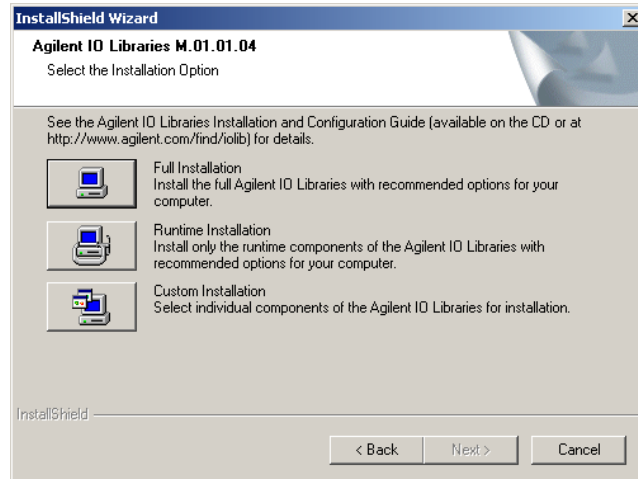 InstallShield Wizard
Agilent IO Libraries M.01.01.04
Select the Installation Option
See the Agilent IO Libraries Installation and Configuration Guide (available on the CD or at
http://www.agilent.com/find/iolib) for details.
Full Installation
Install the full Agilent IO Libraries with recommended options for your
computer.
Runtime Installation
Install only the runtime components of the Agilent IO Libraries with
recommended options for your computer.
Custom Installation
Select individual components of the Agilent IO Libraries for installation.
InstallShield
< Back
Next >
Cancel